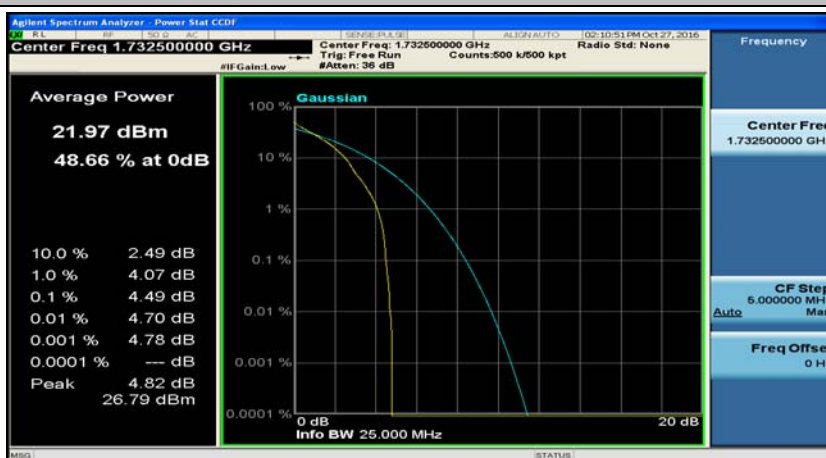 Agilent Spectrum Analyzer - Power Stat CCDF
RL RF 50 Ω AC SENSE:PULSE ALIGN AUTO 02:10:51 PM Oct 27, 2016
Center Freq 1.732500000 GHz
Center Freq: 1.732500000 GHz
Radio Std: None
Trig: Free Run
Counts:500 k/500 kpt
#IFGain:Low
#Atten: 36 dB
Frequency
Average Power
21.97 dBm
48.66 % at 0dB
10.0 % 2.49 dB
1.0 % 4.07 dB
0.1 % 4.49 dB
0.01 % 4.70 dB
0.001 % 4.78 dB
0.0001 % --- dB
Peak 4.82 dB
26.79 dBm
Gaussian
100 %
10 %
1 %
0.1 %
0.01 %
0.001 %
0.0001 %
0 dB
20 dB
Info BW 25.000 MHz
Center Fre
1.732500000 GH
CF Step
5.000000 MH
Auto Ma
Freq Offse
0 H
MSG
STATUS